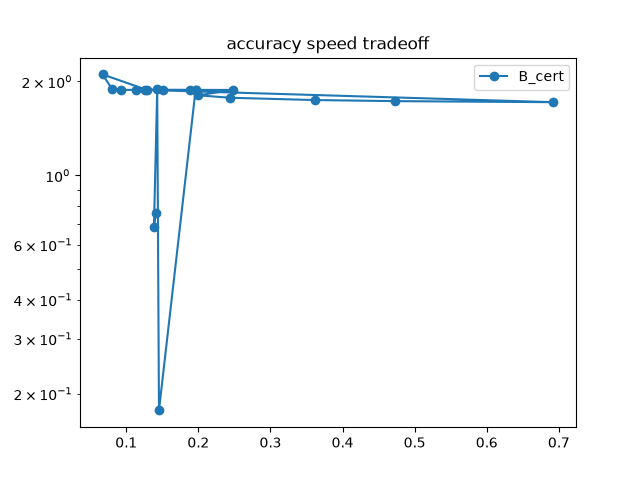 accuracy speed tradeoff
B_cert
2 × 10⁰
10⁰
6 × 10⁻¹
4 × 10⁻¹
3 × 10⁻¹
2 × 10⁻¹
0.1 0.2 0.3 0.4 0.5 0.6 0.7